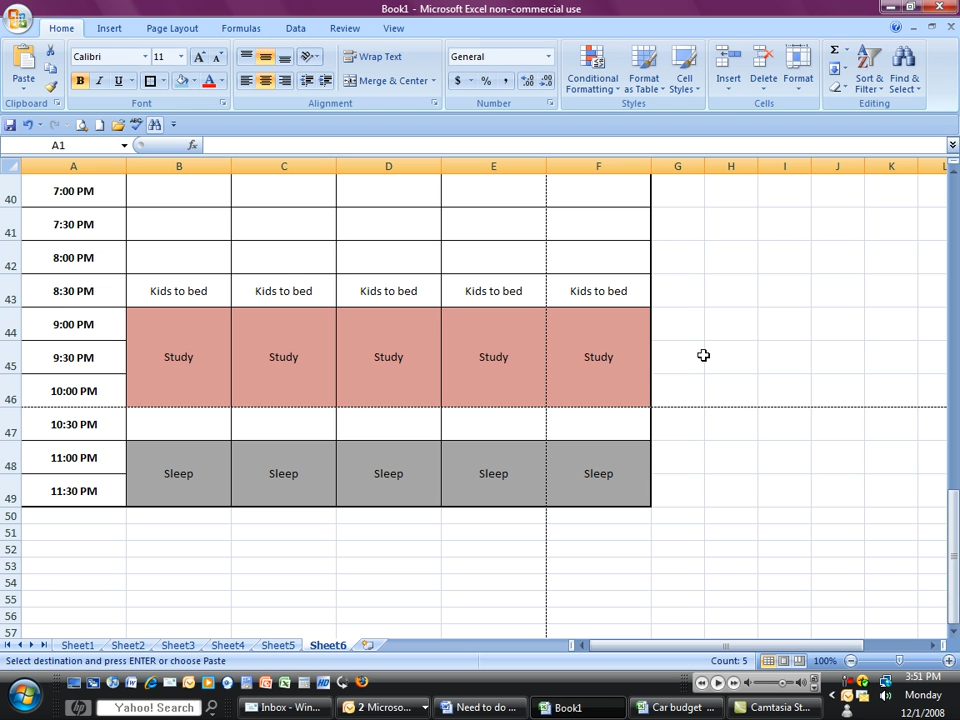 Book1 - Microsoft Excel non-commercial use
Home Insert Page Layout Formulas Data Review View
Calibri 11 Wrap Text General
Paste Merge & Center Conditional Formatting Format as Table Cell Styles Insert Delete Format Sort & Filter Find & Select
Clipboard Font Alignment Number Styles Cells Editing
A1 fx
A B C D E F G H I J K L
40 7:00 PM
41 7:30 PM
42 8:00 PM
43 8:30 PM Kids to bed Kids to bed Kids to bed Kids to bed Kids to bed
44 9:00 PM
45 9:30 PM Study Study Study Study Study
46 10:00 PM
47 10:30 PM
48 11:00 PM Sleep Sleep Sleep Sleep Sleep
49 11:30 PM
50
51
52
53
54
55
56
57
Sheet1 Sheet2 Sheet3 Sheet4 Sheet5 Sheet6
Select destination and press ENTER or choose Paste Count: 5 100%
3:51 PM
Monday
12/1/2008
hp Yahoo! Search Inbox - Win... 2 Microso... Need to do ... Book1 Car budget ... Camtasia St...